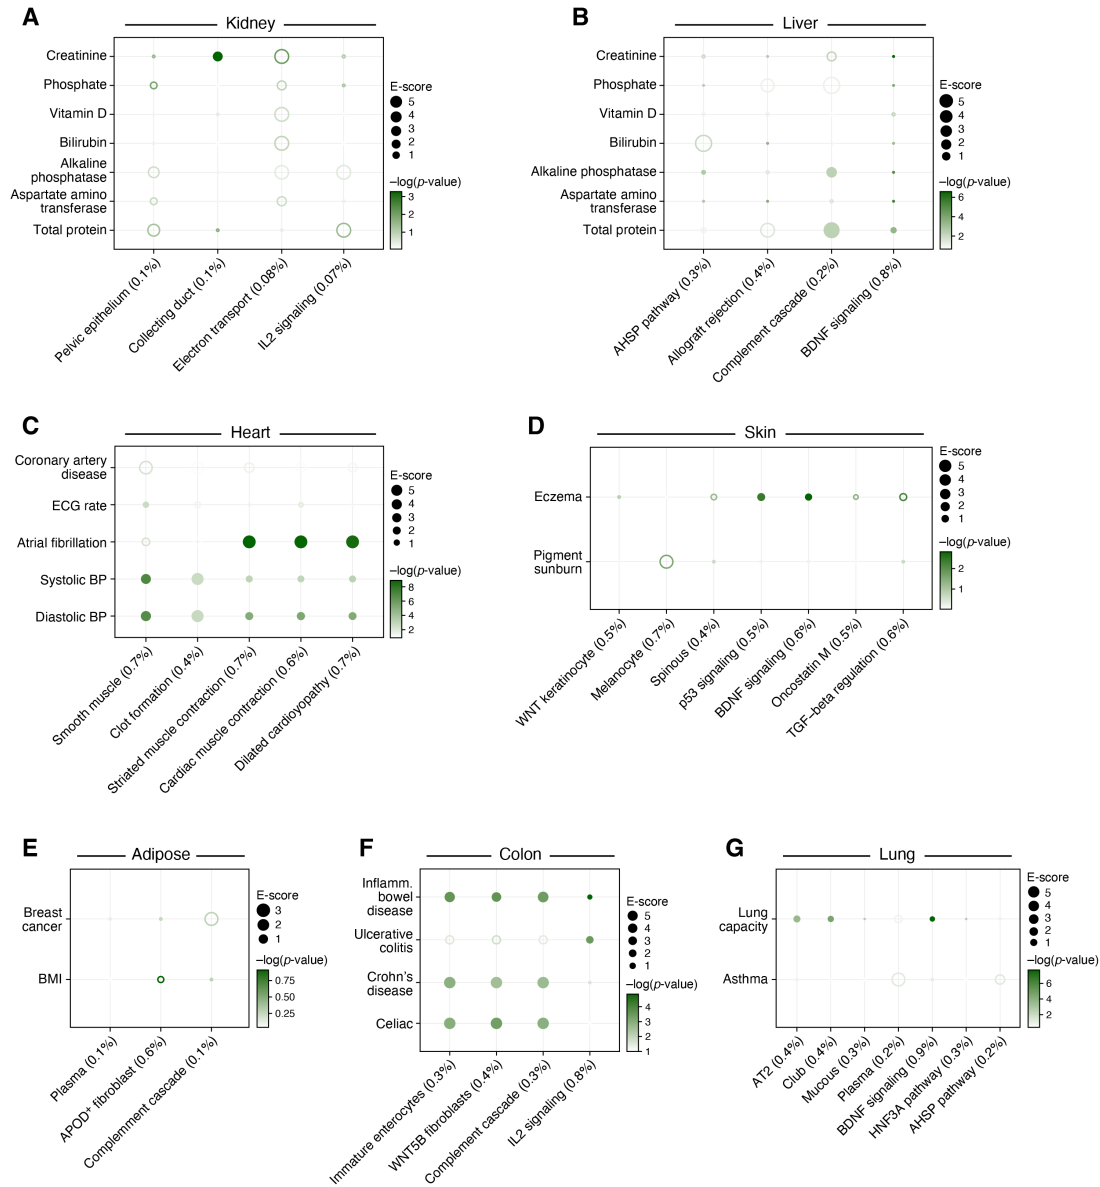 A
Kidney
Creatinine
Phosphate
Vitamin D
Bilirubin
Alkaline
phosphatase
Aspartate amino
transferase
Total protein
Pelvic epithelium (0.1%)
Collecting duct (0.1%)
Electron transport (0.08%)
IL2 signaling (0.07%)
E-score
5
4
3
2
1
–log(p-value)
3
2
1
B
Liver
Creatinine
Phosphate
Vitamin D
Bilirubin
Alkaline phosphatase
Aspartate amino
transferase
Total protein
AHSP pathway (0.3%)
Allograft rejection (0.4%)
Complement cascade (0.2%)
BDNF signaling (0.8%)
E-score
5
4
3
2
1
–log(p-value)
6
4
2
C
Heart
Coronary artery
disease
ECG rate
Atrial fibrillation
Systolic BP
Diastolic BP
Smooth muscle (0.7%)
Clot formation (0.4%)
Striated muscle contraction (0.7%)
Cardiac muscle contraction (0.6%)
Dilated cardioyopathy (0.7%)
E-score
5
4
3
2
1
–log(p-value)
8
6
4
2
D
Skin
Eczema
Pigment
sunburn
WNT keratinocyte (0.5%)
Melanocyte (0.7%)
Spinous (0.4%)
p53 signaling (0.5%)
BDNF signaling (0.6%)
Oncostatin M (0.5%)
TGF–beta regulation (0.6%)
E-score
5
4
3
2
1
–log(p-value)
2
1
E
Adipose
Breast
cancer
BMI
Plasma (0.1%)
APOD+ fibroblast (0.6%)
Complemment cascade (0.1%)
E-score
3
2
1
–log(p-value)
0.75
0.50
0.25
F
Colon
Inflamm.
bowel
disease
Ulcerative
colitis
Crohn's
disease
Celiac
Immature enterocytes (0.3%)
WNT5B fibroblasts (0.4%)
Complement cascade (0.3%)
IL2 signaling (0.8%)
E-score
5
4
3
2
1
–log(p-value)
4
3
2
1
G
Lung
Lung
capacity
Asthma
AT2 (0.4%)
Club (0.4%)
Mucous (0.3%)
Plasma (0.2%)
BDNF signaling (0.9%)
HNF3A pathway (0.3%)
AHSP pathway (0.2%)
E-score
5
4
3
2
1
–log(p-value)
6
4
2